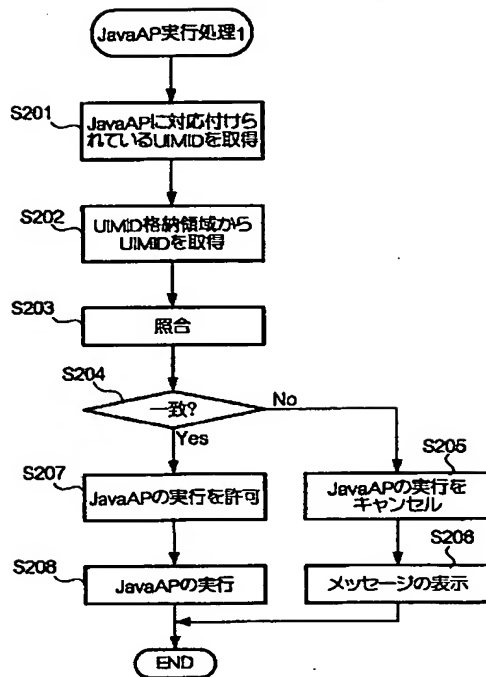 JavaAP実行処理1
S201
JavaAPに対応付けら
れているUIMIDを取得
S202
UIMID格納領域から
UIMIDを取得
S203
照合
S204
一致?
No
Yes
S205
JavaAPの実行を
キャンセル
S207
JavaAPの実行を許可
S206
メッセージの表示
S208
JavaAPの実行
END